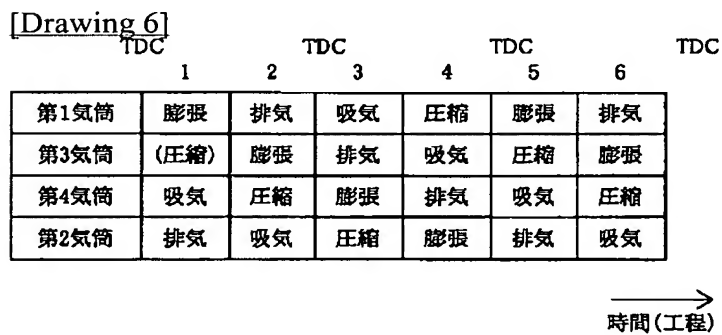 [Drawing 6]
TDC TDC TDC TDC
1 2 3 4 5 6
第1気筒 膨張 排気 吸気 圧縮 膨張 排気
第3気筒 (圧縮) 膨張 排気 吸気 圧縮 膨張
第4気筒 吸気 圧縮 膨張 排気 吸気 圧縮
第2気筒 排気 吸気 圧縮 膨張 排気 吸気
時間(工程)